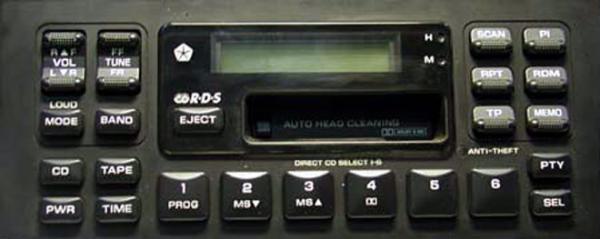 R ▲ F
VOL
L ▼ R
LOUD
MODE
FF
TUNE
FR
BAND
CD
TAPE
PWR
TIME
R·D·S
EJECT
H
M
AUTO HEAD CLEANING
DIRECT CD SELECT 1-6
1
PROG
2
MS▼
3
MS▲
4
5
6
SCAN
PI
RPT
RDM
TP
MEMO
ANTI-THEFT
PTY
SEL